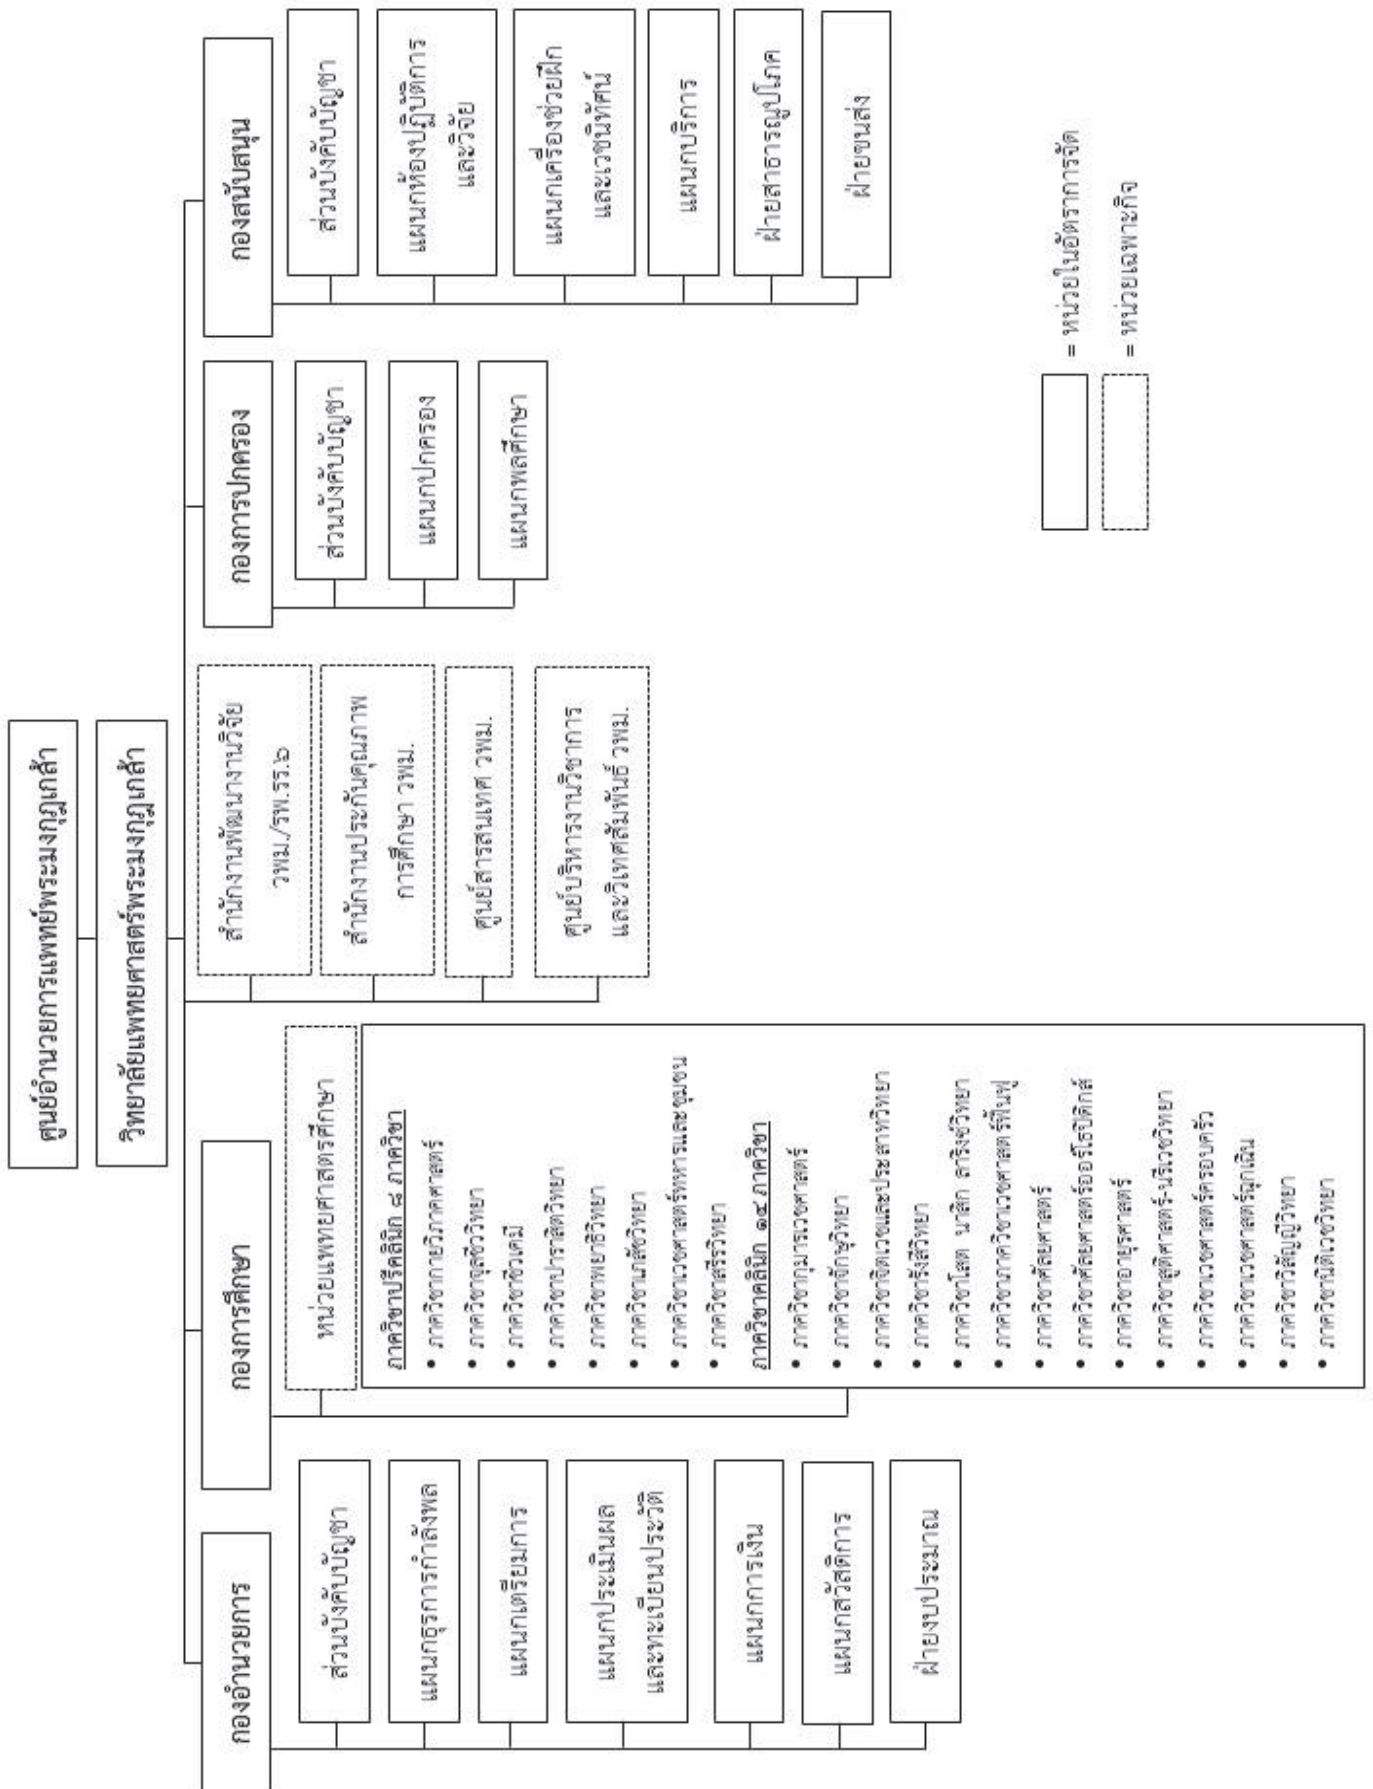 ศูนย์อำนวยการแพทย์พระมงกุฎเกล้า
วิทยาลัยแพทยศาสตร์พระมงกุฎเกล้า
กองอำนวยการ
ส่วนบังคับบัญชา
แผนกธุรการกำลังพล
แผนกเตรียมการ
แผนกประเมินผล
และทะเบียนประวัติ
แผนกการเงิน
แผนกสวัสดิการ
ฝ่ายงบประมาณ
กองการศึกษา
หน่วยแพทยศาสตรศึกษา
ภาควิชาปรีคลินิก ๘ ภาควิชา
• ภาควิชากายวิภาคศาสตร์
• ภาควิชาจุลชีววิทยา
• ภาควิชาชีวเคมี
• ภาควิชาปาราสิตวิทยา
• ภาควิชาพยาธิวิทยา
• ภาควิชาเภสัชวิทยา
• ภาควิชาเวชศาสตร์ทหารและชุมชน
• ภาควิชาสรีรวิทยา
ภาควิชาคลินิก ๑๔ ภาควิชา
• ภาควิชากุมารเวชศาสตร์
• ภาควิชาจักษุวิทยา
• ภาควิชาจิตเวชและประสาทวิทยา
• ภาควิชารังสีวิทยา
• ภาควิชาโสต นาสิก ลาริงซ์วิทยา
• ภาควิชาภาควิชาเวชศาสตร์ฟื้นฟู
• ภาควิชาศัลยศาสตร์
• ภาควิชาศัลยศาสตร์ออร์โธปิดิกส์
• ภาควิชาอายุรศาสตร์
• ภาควิชาสูติศาสตร์-นรีเวชวิทยา
• ภาควิชาเวชศาสตร์ครอบครัว
• ภาควิชาเวชศาสตร์ฉุกเฉิน
• ภาควิชาวิสัญญีวิทยา
• ภาควิชานิติเวชวิทยา
สำนักงานพัฒนางานวิจัย
วพม./รพ.รร.๖
สำนักงานประกันคุณภาพ
การศึกษา วพม.
ศูนย์สารสนเทศ วพม.
ศูนย์บริหารงานวิชาการ
และวิเทศสัมพันธ์ วพม.
กองการปกครอง
ส่วนบังคับบัญชา
แผนกปกครอง
แผนกพลศึกษา
กองสนับสนุน
ส่วนบังคับบัญชา
แผนกห้องปฏิบัติการ
และวิจัย
แผนกเครื่องช่วยฝึก
และเวชนิทัศน์
แผนกบริการ
ฝ่ายสาธารณูปโภค
ฝ่ายขนส่ง
= หน่วยในอัตราการจัด
= หน่วยเฉพาะกิจ